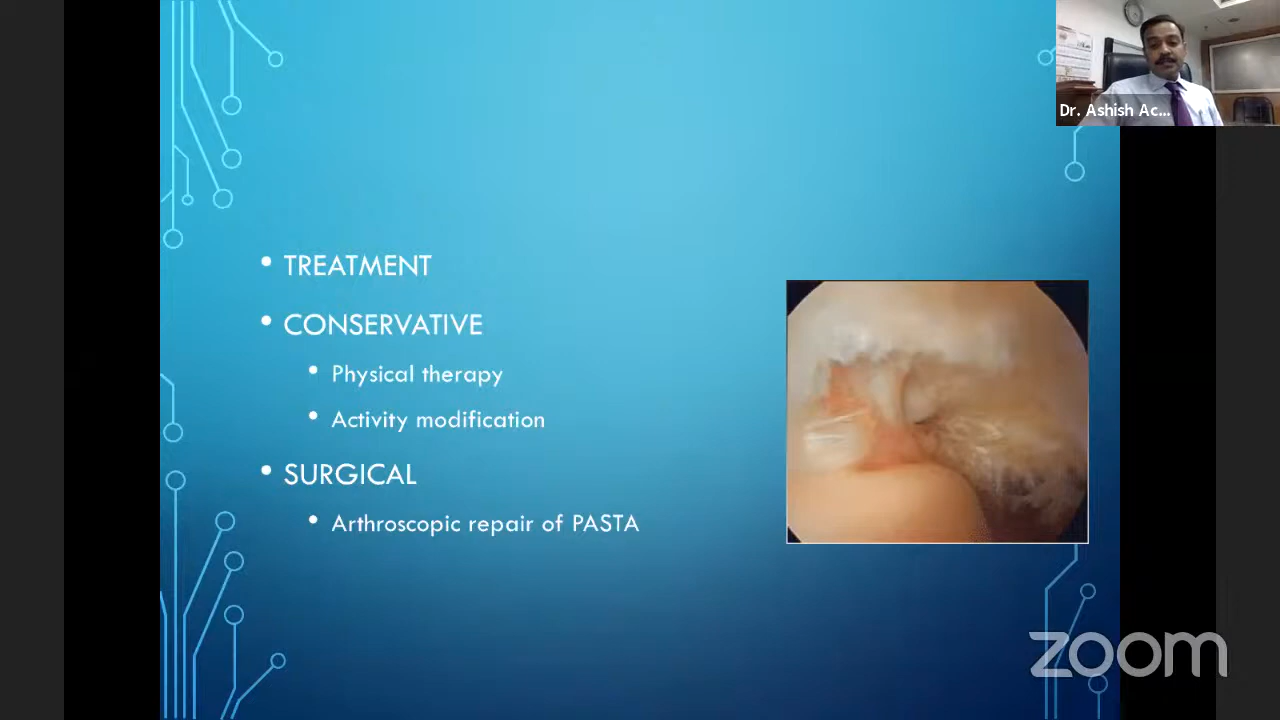 Dr. Ashish Ac...
• TREATMENT
• CONSERVATIVE
• Physical therapy
• Activity modification
• SURGICAL
• Arthroscopic repair of PASTA
zoom